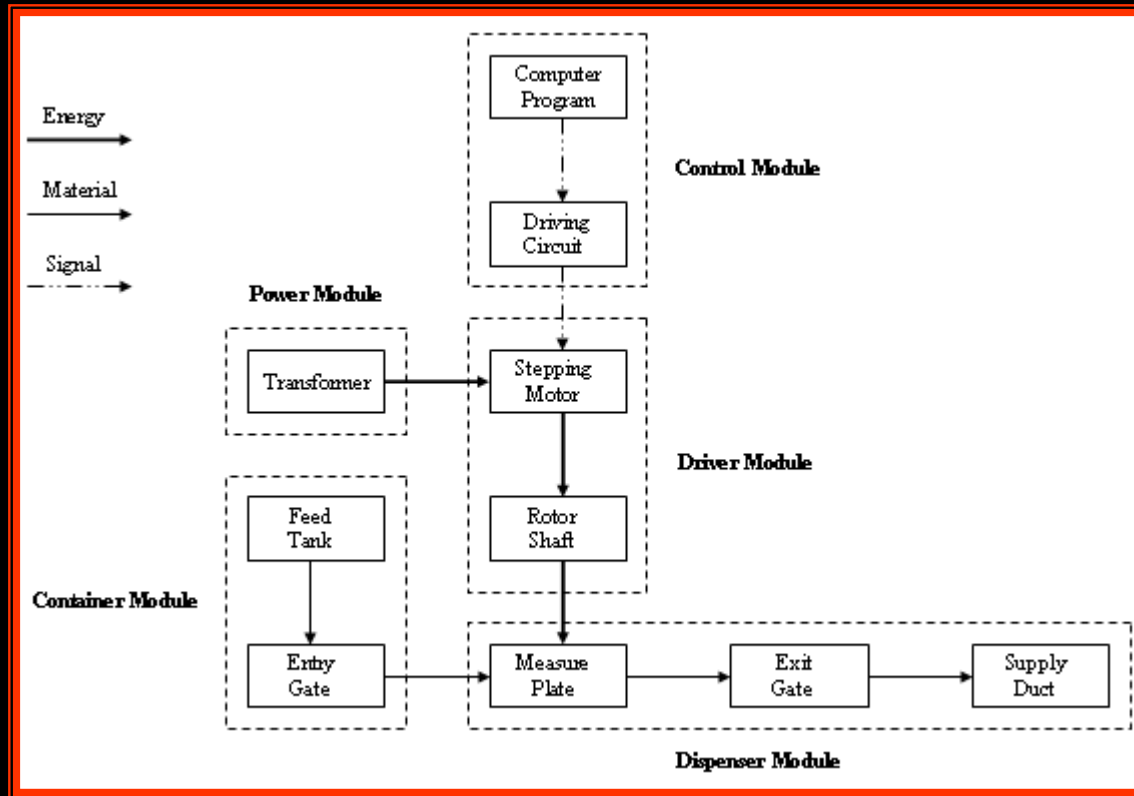 Computer
Program
Energy
Control Module
Material
Driving
Circuit
Signal
Power Module
Transformer
Stepping
Motor
Driver Module
Feed
Tank
Rotor
Shaft
Container Module
Entry
Gate
Measure
Plate
Exit
Gate
Supply
Duct
Dispenser Module